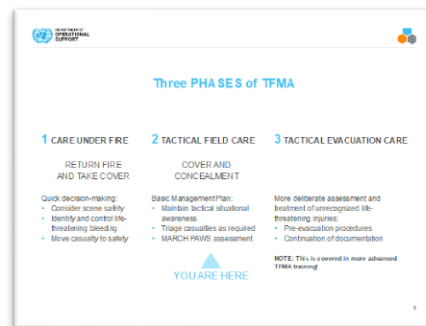 DEPARTMENT OF
OPERATIONAL
SUPPORT
Three PHASES of TFMA
1 CARE UNDER FIRE
RETURN FIRE
AND TAKE COVER
Quick decision-making:
• Consider scene safety
• Identify and control life-
threatening bleeding
• Move casualty to safety
2 TACTICAL FIELD CARE
COVER AND
CONCEALMENT
Basic Management Plan:
• Maintain tactical situational
awareness
• Triage casualties as required
• MARCH PAWS assessment
YOU ARE HERE
3 TACTICAL EVACUATION CARE
More deliberate assessment and
treatment of unrecognized life-
threatening injuries:
• Pre-evacuation procedures
• Continuation of documentation
NOTE: This is covered in more advanced
TFMA training!